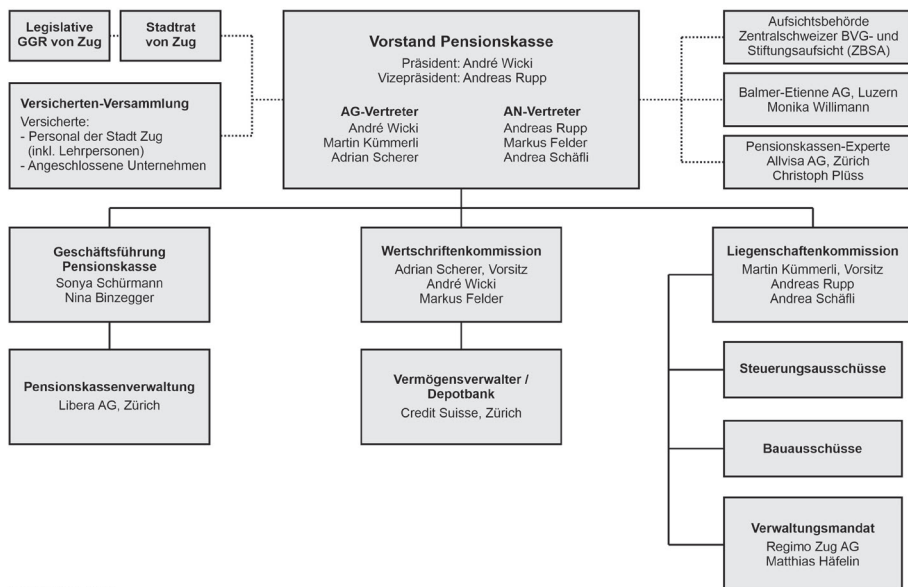 Legislative
GGR von Zug
Stadtrat
von Zug
Versicherten-Versammlung
Versicherte:
- Personal der Stadt Zug
(inkl. Lehrpersonen)
- Angeschlossene Unternehmen
Vorstand Pensionskasse
Präsident: André Wicki
Vizepräsident: Andreas Rupp
AG-Vertreter
André Wicki
Martin Kümmerli
Adrian Scherer
AN-Vertreter
Andreas Rupp
Markus Felder
Andrea Schäfli
Aufsichtsbehörde
Zentralschweizer BVG- und
Stiftungsaufsicht (ZBSA)
Balmer-Etienne AG, Luzern
Monika Willimann
Pensionskassen-Experte
Allvisa AG, Zürich
Christoph Plüss
Geschäftsführung
Pensionskasse
Sonya Schürmann
Nina Binzegger
Pensionskassenverwaltung
Libera AG, Zürich
Wertschriftenkommission
Adrian Scherer, Vorsitz
André Wicki
Markus Felder
Vermögensverwalter /
Depotbank
Credit Suisse, Zürich
Liegenschaftenkommission
Martin Kümmerli, Vorsitz
Andreas Rupp
Andrea Schäfli
Steuerungsausschüsse
Bauausschüsse
Verwaltungsmandat
Regimo Zug AG
Matthias Häfelin